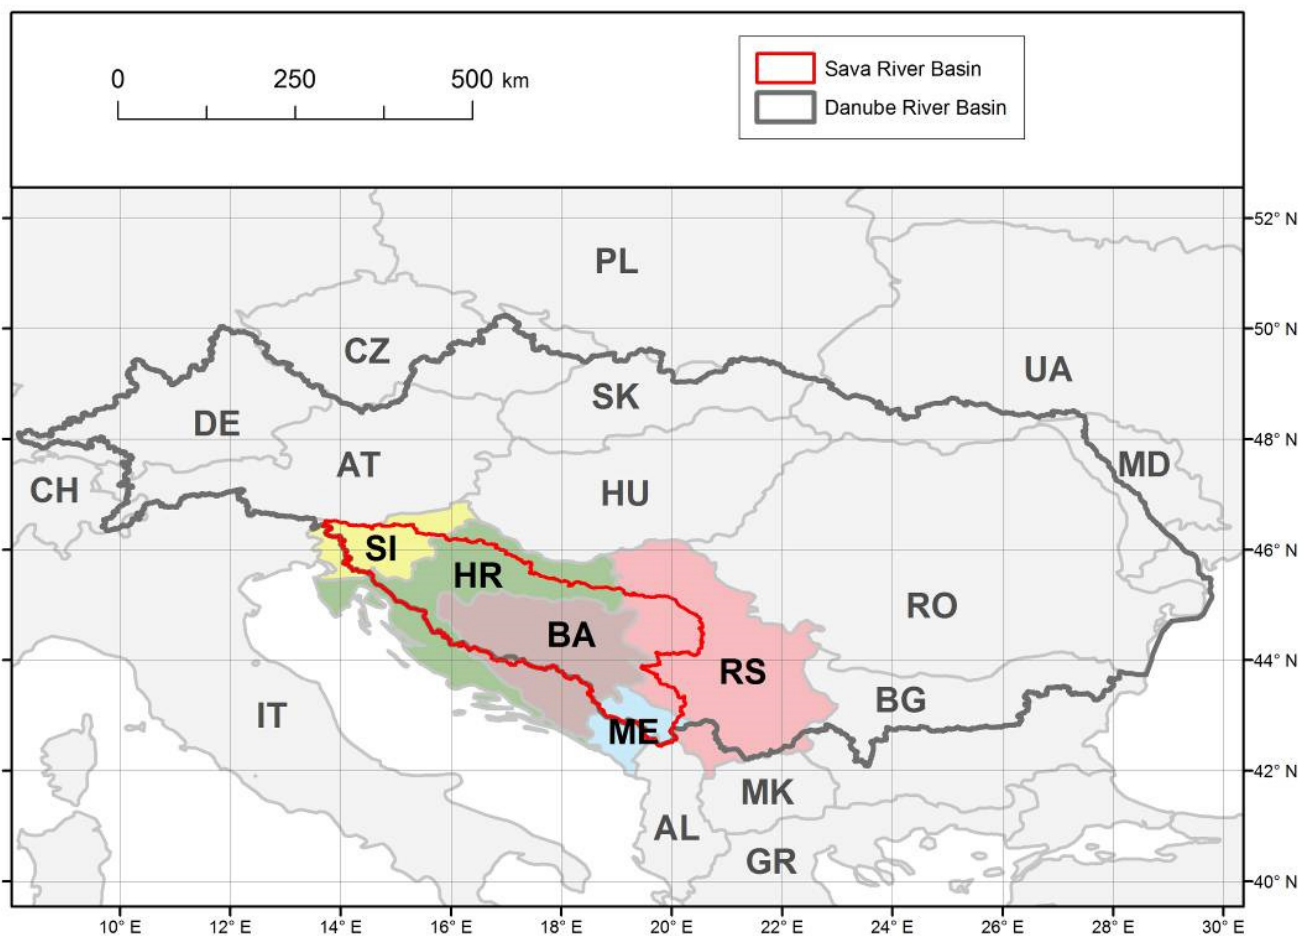 0 250 500 km
Sava River Basin
Danube River Basin
52° N
PL
50° N
CZ
UA
SK
DE
48° N
AT
MD
CH
HU
SI
46° N
HR
RO
BA
44° N
RS
BG
IT
ME
42° N
MK
AL
GR
40° N
10° E 12° E 14° E 16° E 18° E 20° E 22° E 24° E 26° E 28° E 30° E